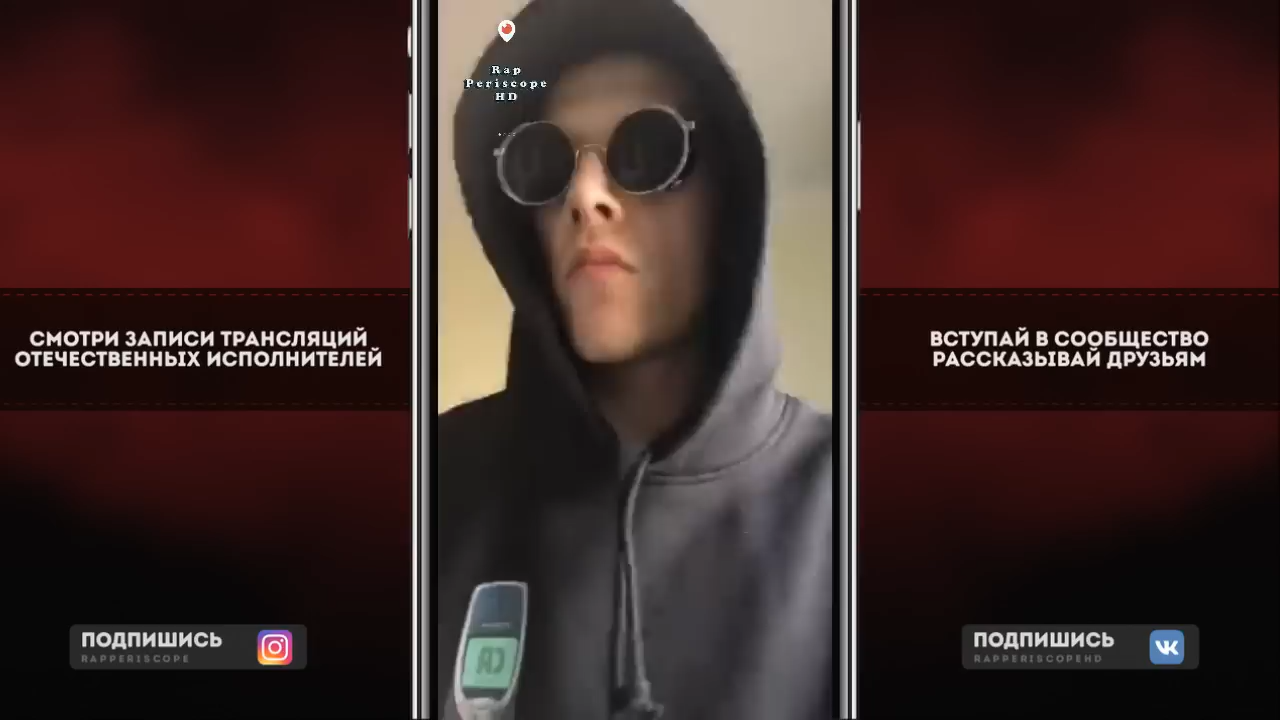 Rap
Periscope
HD
СМОТРИ ЗАПИСИ ТРАНСЛЯЦИЙ
ОТЕЧЕСТВЕННЫХ ИСПОЛНИТЕЛЕЙ
ВСТУПАЙ В СООБЩЕСТВО
РАССКАЗЫВАЙ ДРУЗЬЯМ
ПОДПИШИСЬ
RAPPERISCOPE
ПОДПИШИСЬ
RAPPERISCOPEHD